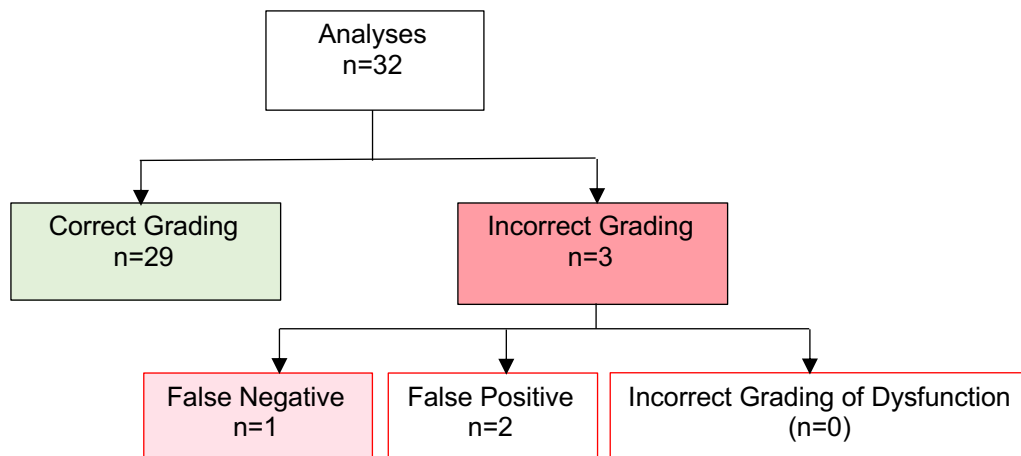 Analyses
n=32
Correct Grading
n=29
Incorrect Grading
n=3
False Negative
n=1
False Positive
n=2
Incorrect Grading of Dysfunction
(n=0)